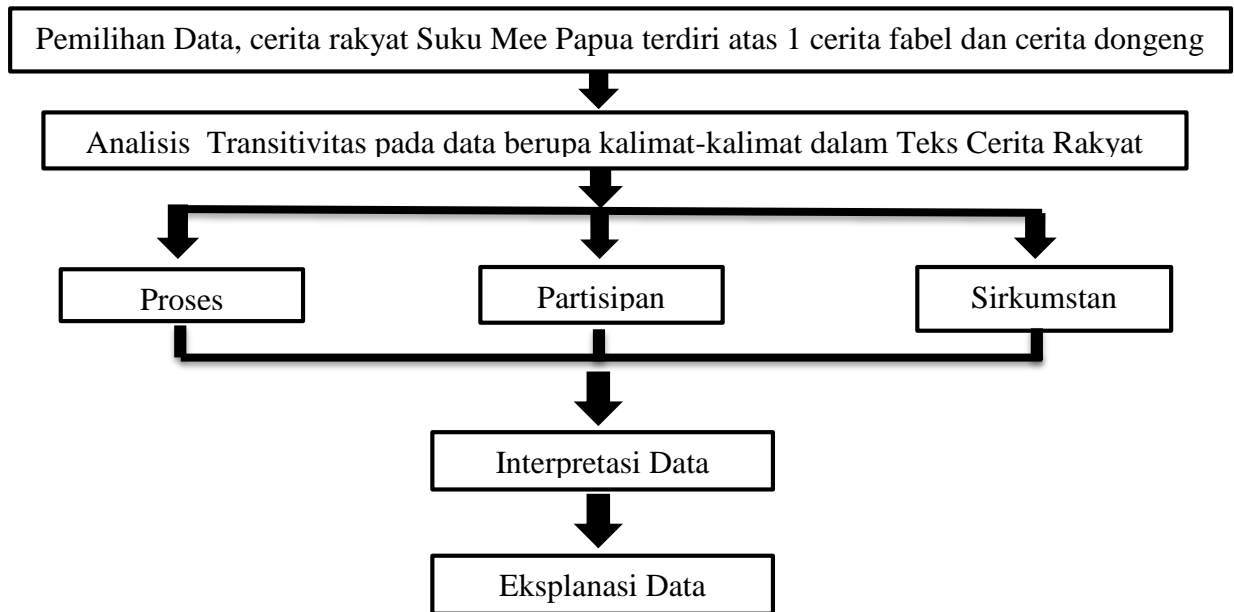 Pemilihan Data, cerita rakyat Suku Mee Papua terdiri atas 1 cerita fabel dan cerita dongeng
Analisis Transitivitas pada data berupa kalimat-kalimat dalam Teks Cerita Rakyat
Proses
Partisipan
Sirkumstan
Interpretasi Data
Eksplanasi Data